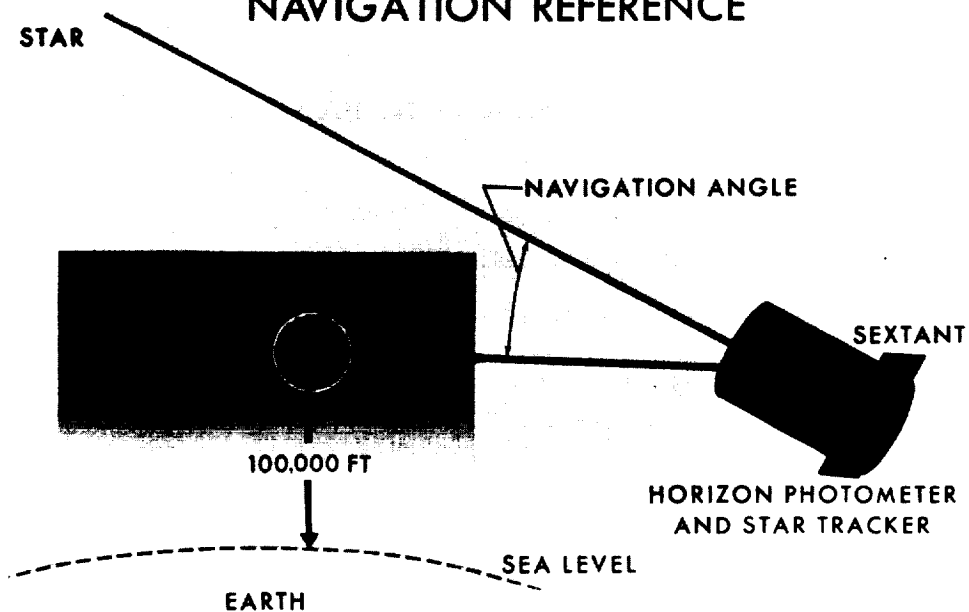 NAVIGATION REFERENCE
STAR
NAVIGATION ANGLE
SEXTANT
100,000 FT
HORIZON PHOTOMETER
AND STAR TRACKER
SEA LEVEL
EARTH